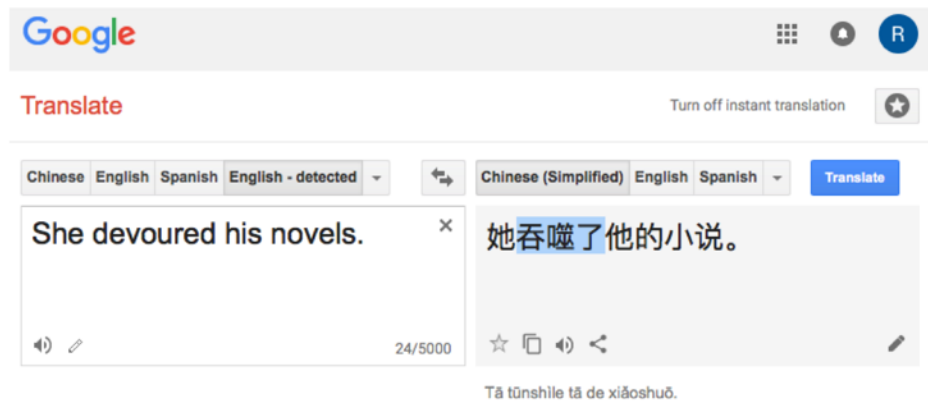 Google
R
Translate
Turn off instant translation
Chinese English Spanish English - detected
Chinese (Simplified) English Spanish
Translate
She devoured his novels.
24/5000
她吞噬了他的小说。
Tā tūnshìle tā de xiǎoshuō.